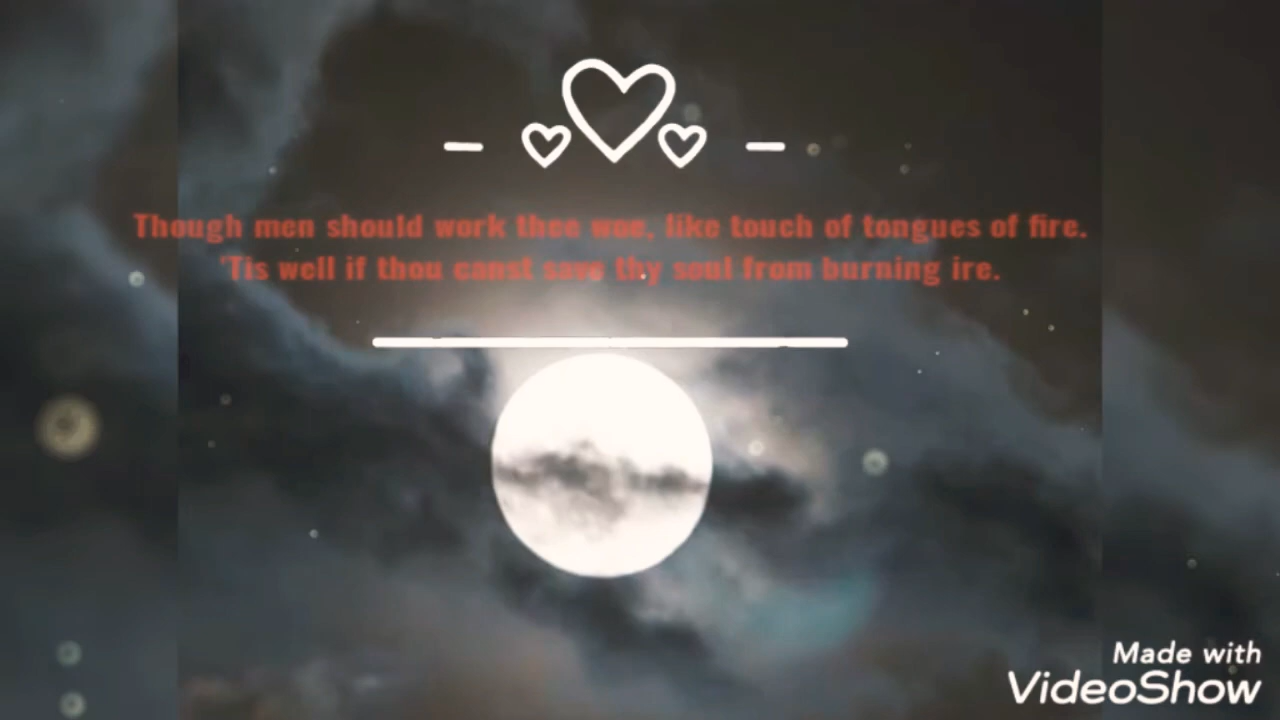 Though men should work thee woe, like touch of tongues of fire.
'Tis well if thou canst save thy soul from burning ire.
Made with
VideoShow